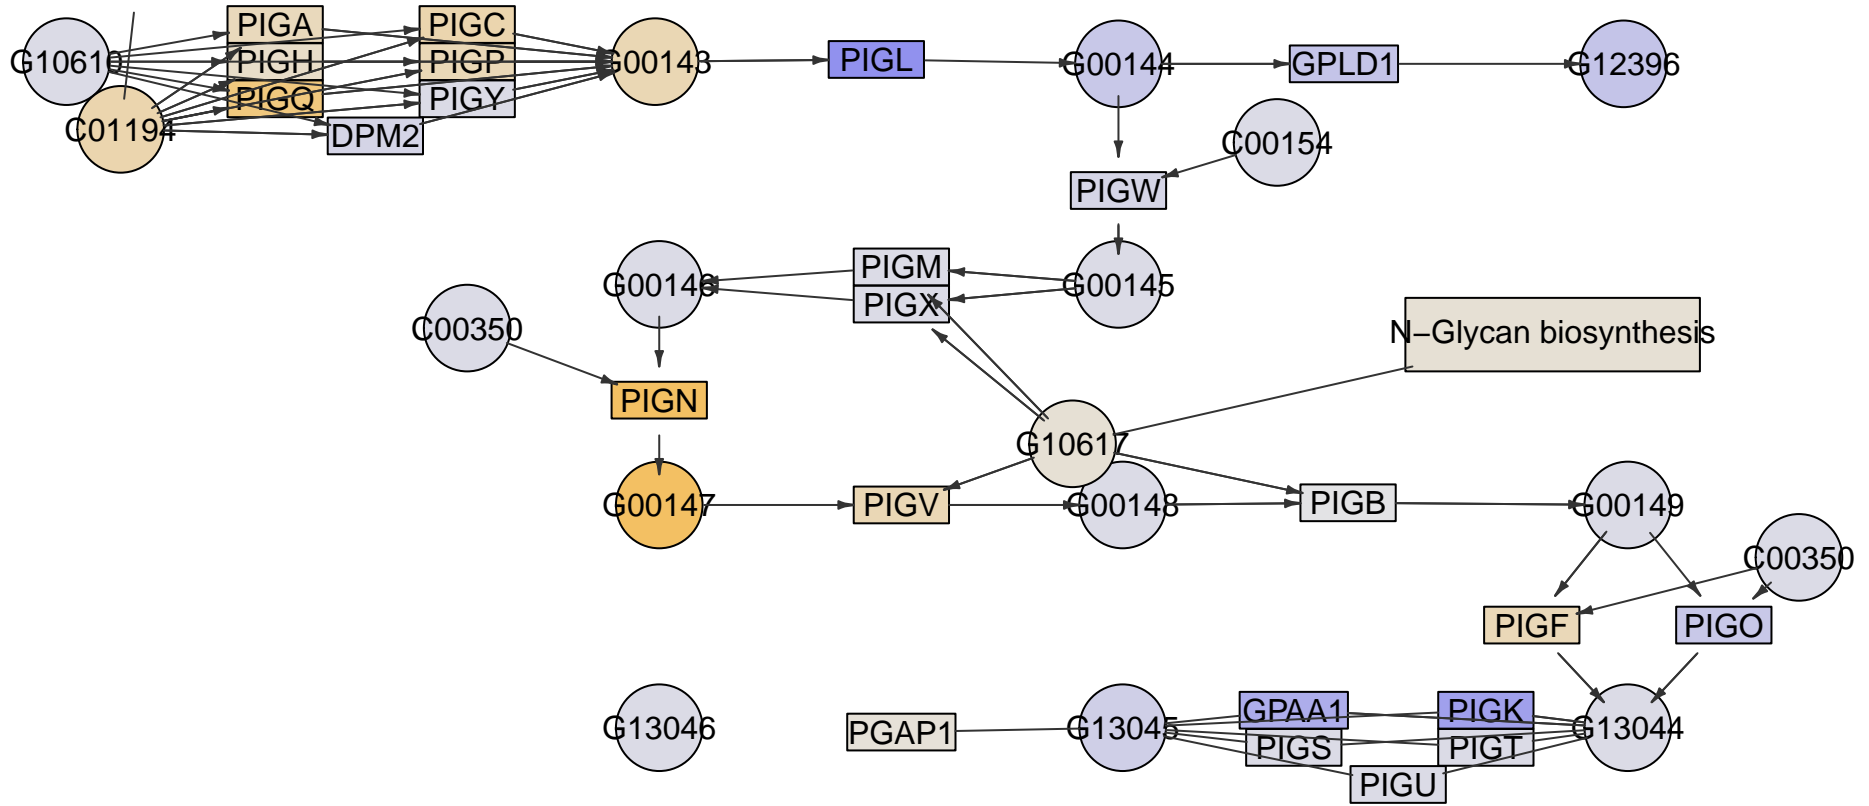 PIGA
PIGC
G10610
PIGH
PIGP
G00143
PIGL
G00144
GPLD1
G12396
PIGQ
PIGY
C01194
DPM2
C00154
PIGW
G00146
PIGM
G00145
PIGX
C00350
N−Glycan biosynthesis
PIGN
G10617
G00147
PIGV
G00148
PIGB
G00149
C00350
PIGF
PIGO
G13046
PGAP1
G13045
GPAA1
PIGK
G13044
PIGS
PIGT
PIGU